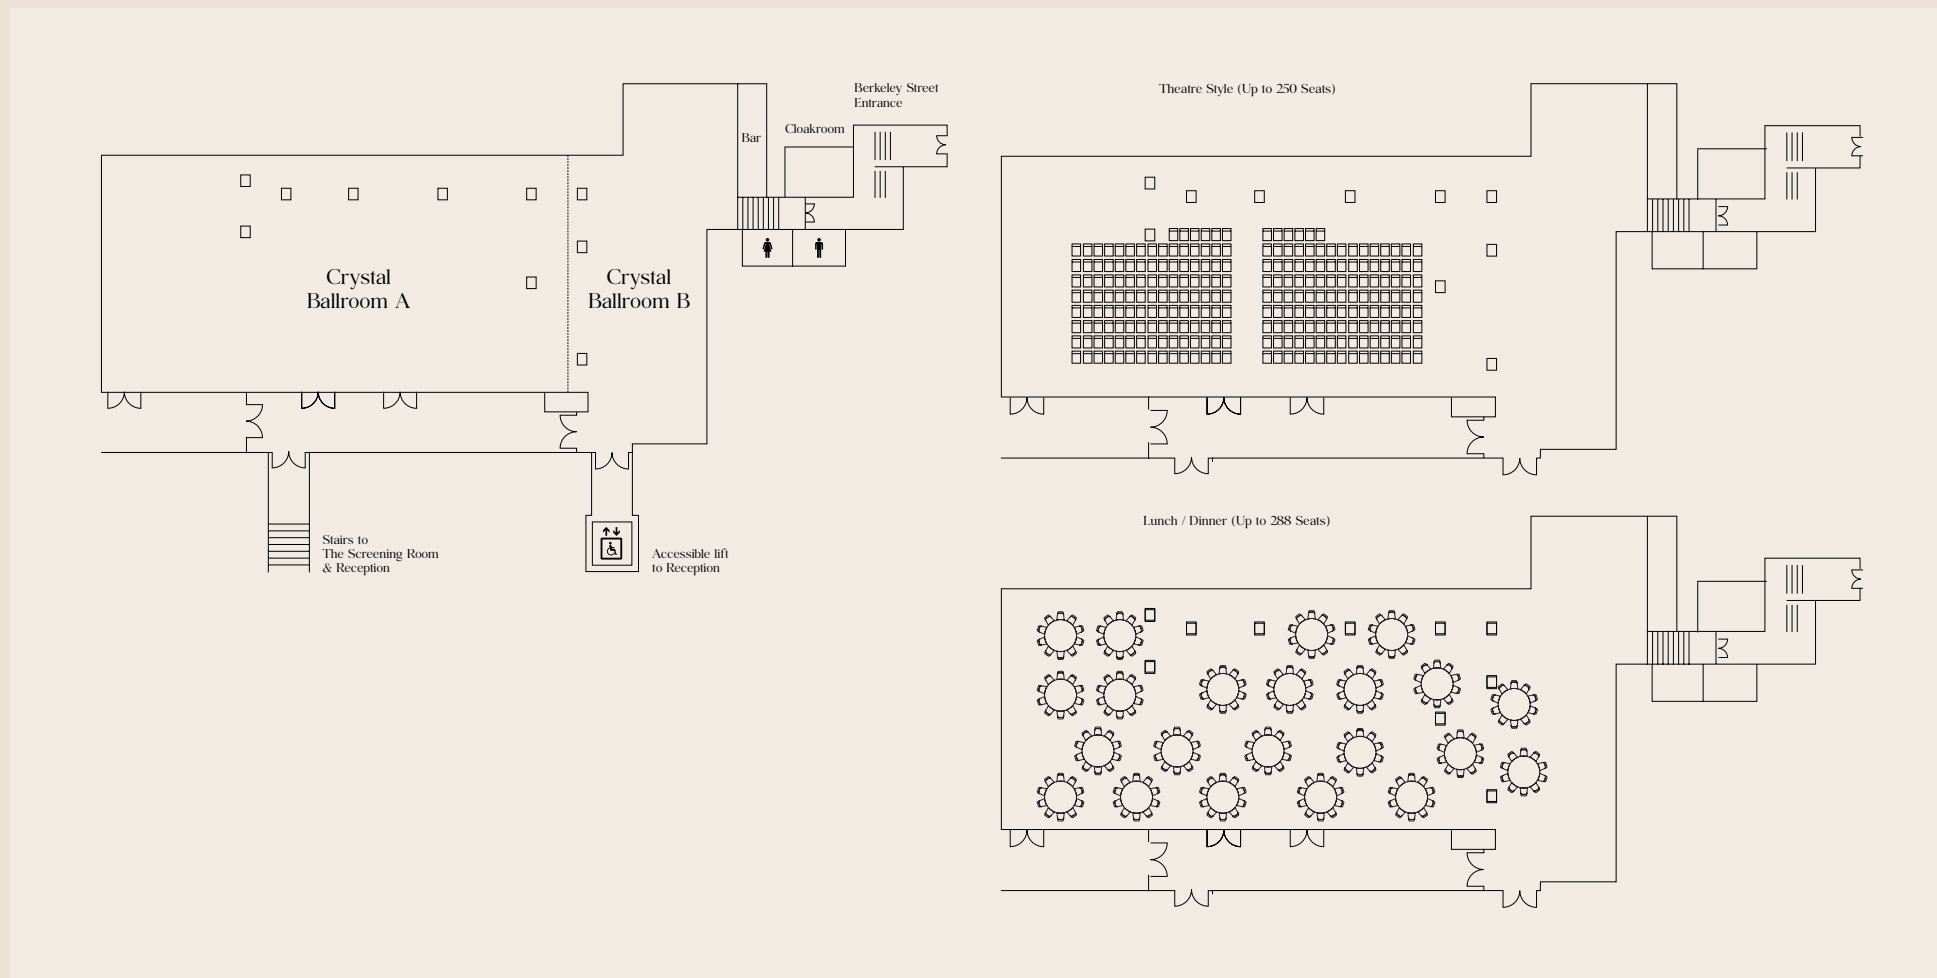 Berkeley Street
Entrance
Cloakroom
Bar
Crystal
Ballroom A
Crystal
Ballroom B
Stairs to
The Screening Room
& Reception
Accessible lift
to Reception
Theatre Style (Up to 250 Seats)
Lunch / Dinner (Up to 288 Seats)